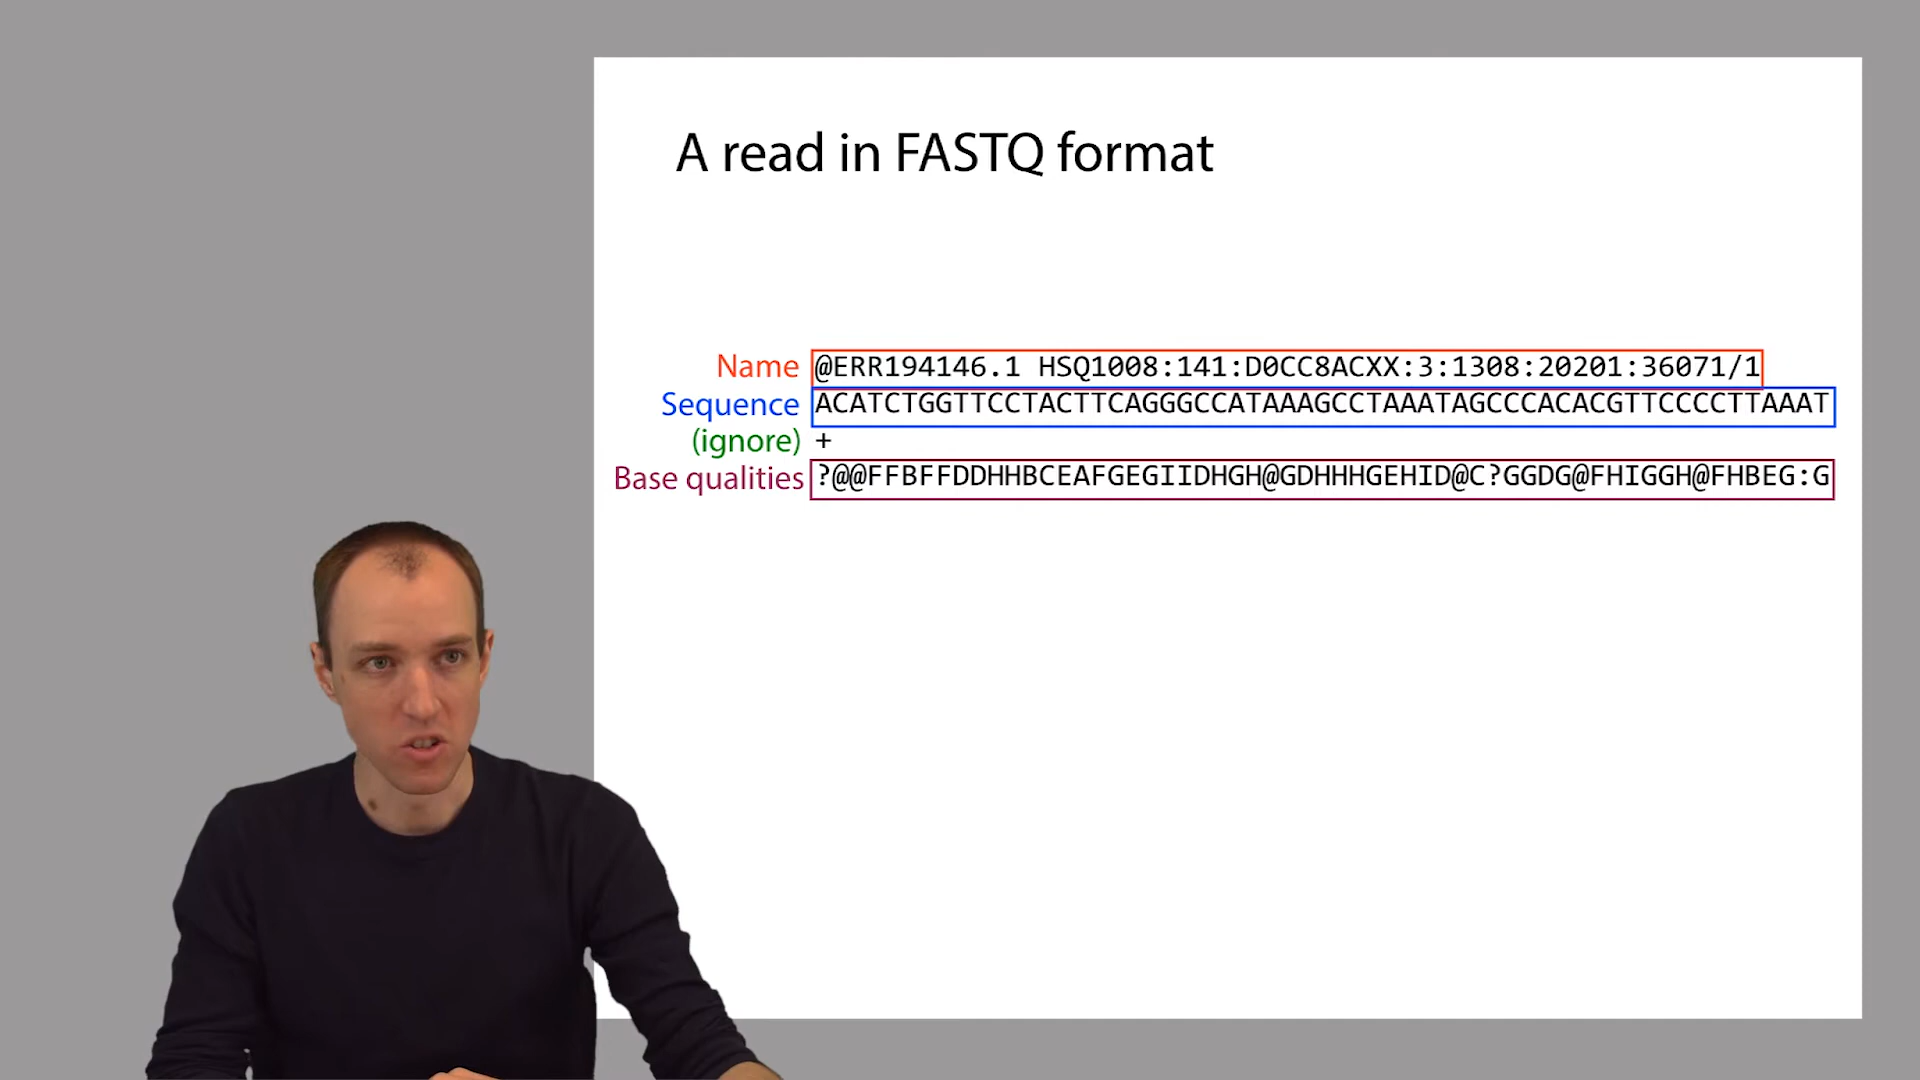 A read in FASTQ format
Name @ERR194146.1 HSQ1008:141:D0CC8ACXX:3:1308:20201:36071/1
Sequence ACATCTGGTTCCTACTTCAGGGCCATAAAGCCTAAATAGCCCACACGTTCCCCTTAAAT
(ignore) +
Base qualities ?@@FFBFFDDHHBCEAFGEGIIDHGH@GDHHHGEHID@C?GGDG@FHIGGH@FHBEG:G